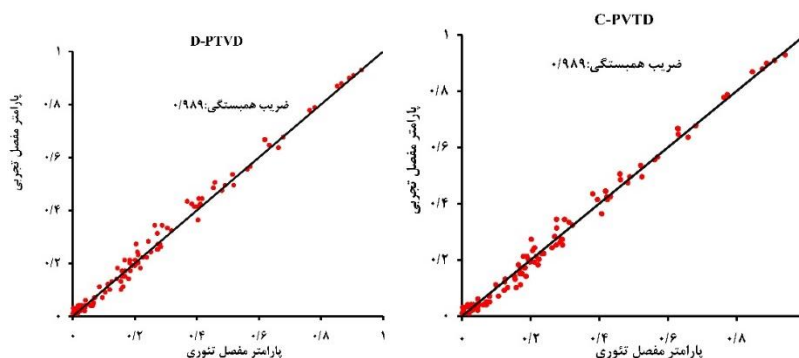 D-PTVD
ضریب همبستگی:۰/۹۸۹
پارامتر مفصل تجربی
۱
۰/۸
۰/۶
۰/۴
۰/۲
۰
۰ ۰/۲ ۰/۴ ۰/۶ ۰/۸ ۱
پارامتر مفصل تئوری
C-PVTD
ضریب همبستگی:۰/۹۸۹
پارامتر مفصل تجربی
۱
۰/۸
۰/۶
۰/۴
۰/۲
۰
۰ ۰/۲ ۰/۴ ۰/۶ ۰/۸
پارامتر مفصل تئوری